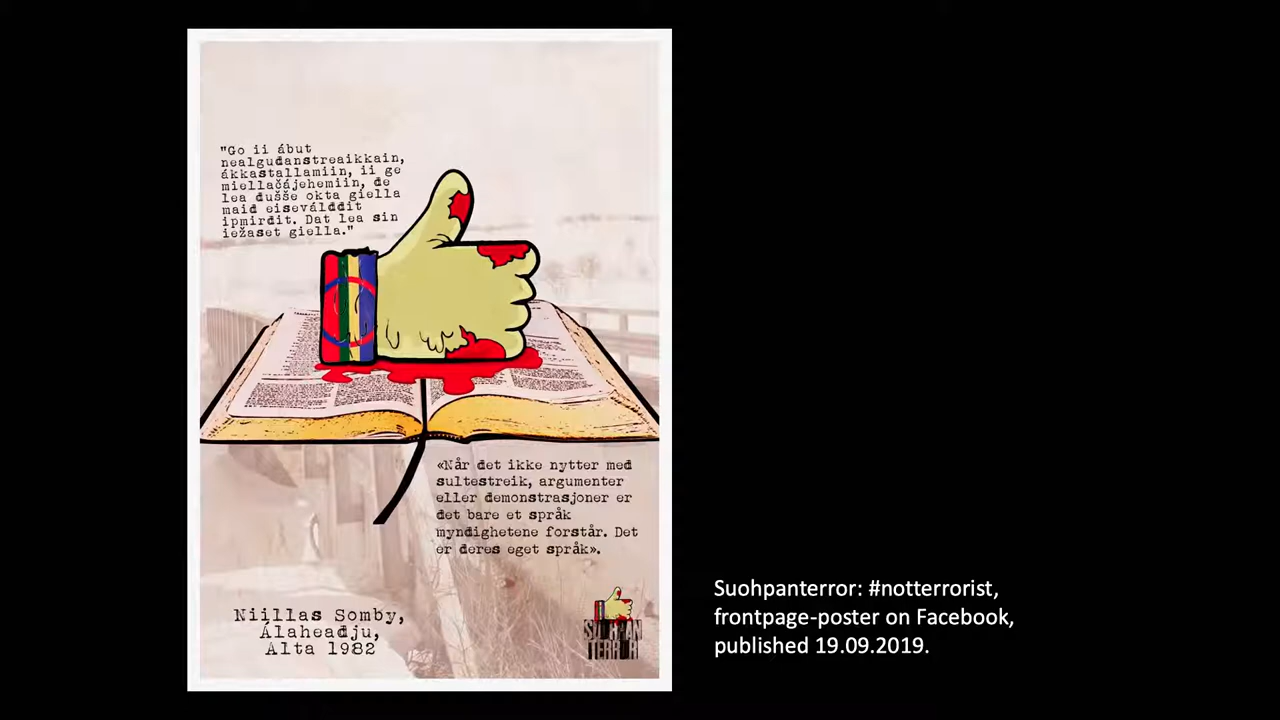 "Go ii ábut
nealgudanstreaikkain,
ákkastallamiin, ii ge
miellačájehemiin, de
lea dušše okta giella
maid eiseválddit
ipmirdit. Dat lea sin
iežaset giella."
«Når det ikke nytter med
sultestreik, argumenter
eller demonstrasjoner er
det bare et språk
myndighetene forstår. Det
er deres eget språk».
Niillas Somby,
Álaheadju,
Alta 1982
SUOHPAN
TERROR
Suohpanterror: #notterrorist,
frontpage-poster on Facebook,
published 19.09.2019.